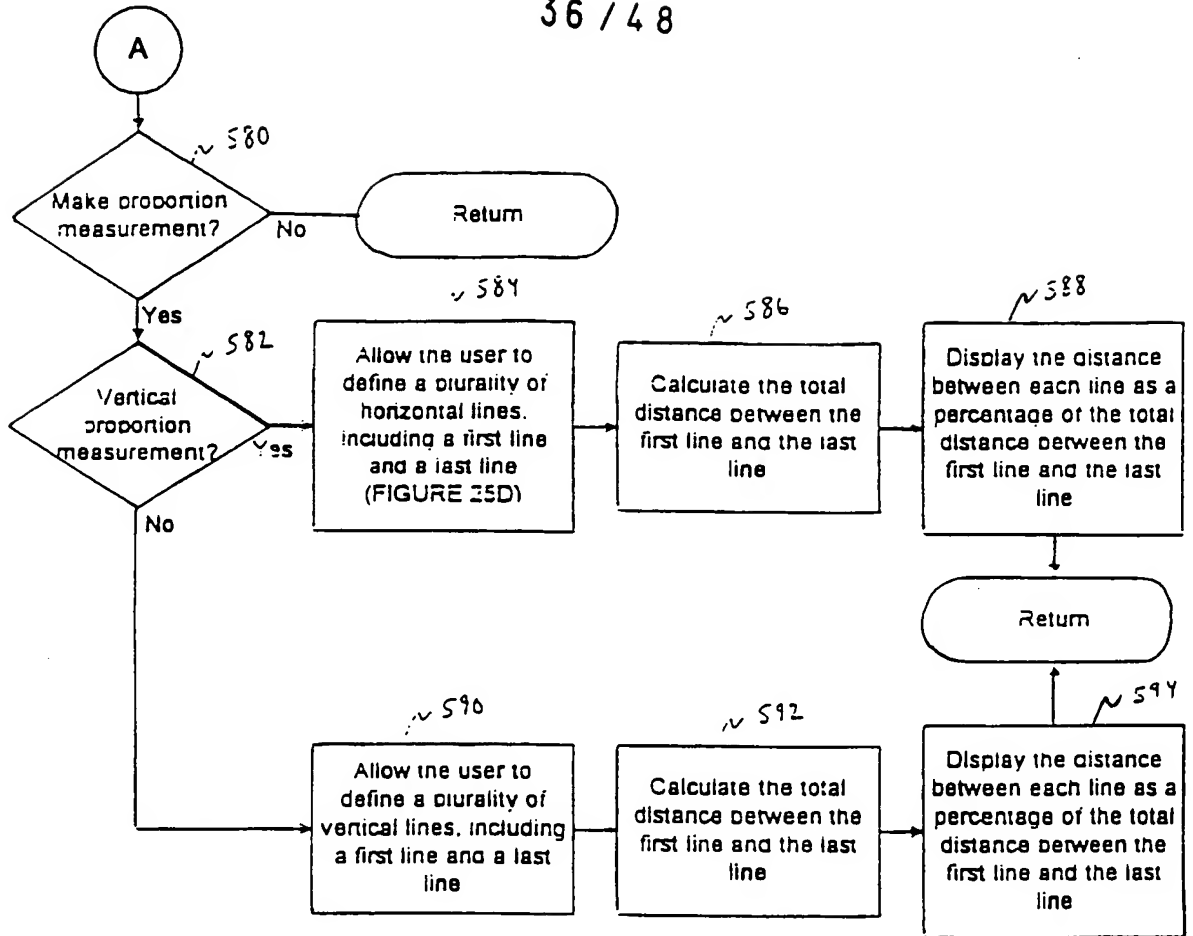 36 / 48
A
580
Make proportion
measurement?
No
Return
Yes
582
Vertical
proportion
measurement?
Yes
No
584
Allow the user to
define a plurality of
horizontal lines.
including a first line
and a last line
(FIGURE 25D)
586
Calculate the total
distance between the
first line and the last
line
588
Display the distance
between each line as a
percentage of the total
distance between the
first line and the last
line
Return
590
Allow the user to
define a plurality of
vertical lines, including
a first line and a last
line
592
Calculate the total
distance between the
first line and the last
line
594
Display the distance
between each line as a
percentage of the total
distance between the
first line and the last
line